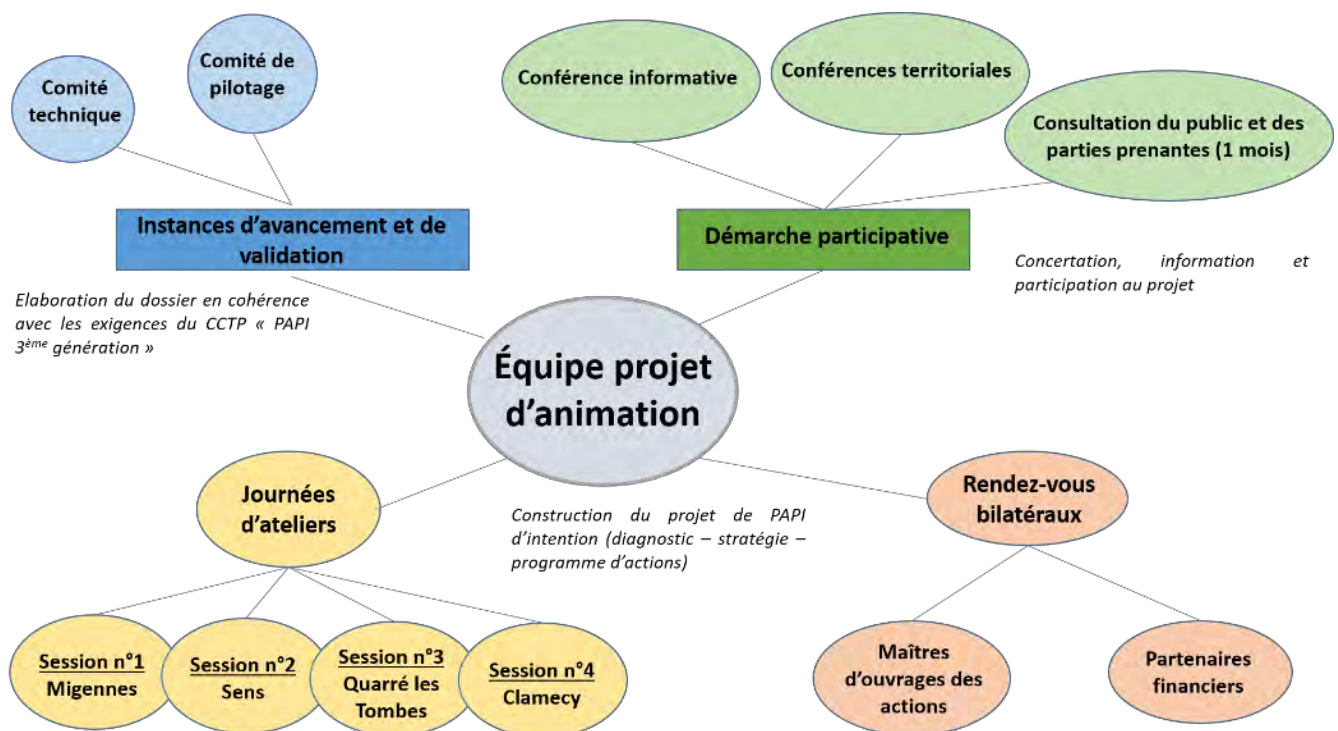 Comité
technique
Comité de
pilotage
Conférence informative
Conférences territoriales
Consultation du public et des
parties prenantes (1 mois)
Instances d’avancement et de
validation
Démarche participative
Elaboration du dossier en cohérence
avec les exigences du CCTP « PAPI
3ème génération »
Concertation, information et
participation au projet
Équipe projet
d’animation
Journées
d’ateliers
Construction du projet de PAPI
d’intention (diagnostic – stratégie –
programme d’actions)
Rendez-vous
bilatéraux
Session n°1
Migennes
Session n°2
Sens
Session n°3
Quarré les
Tombes
Session n°4
Clamecy
Maîtres
d’ouvrages des
actions
Partenaires
financiers